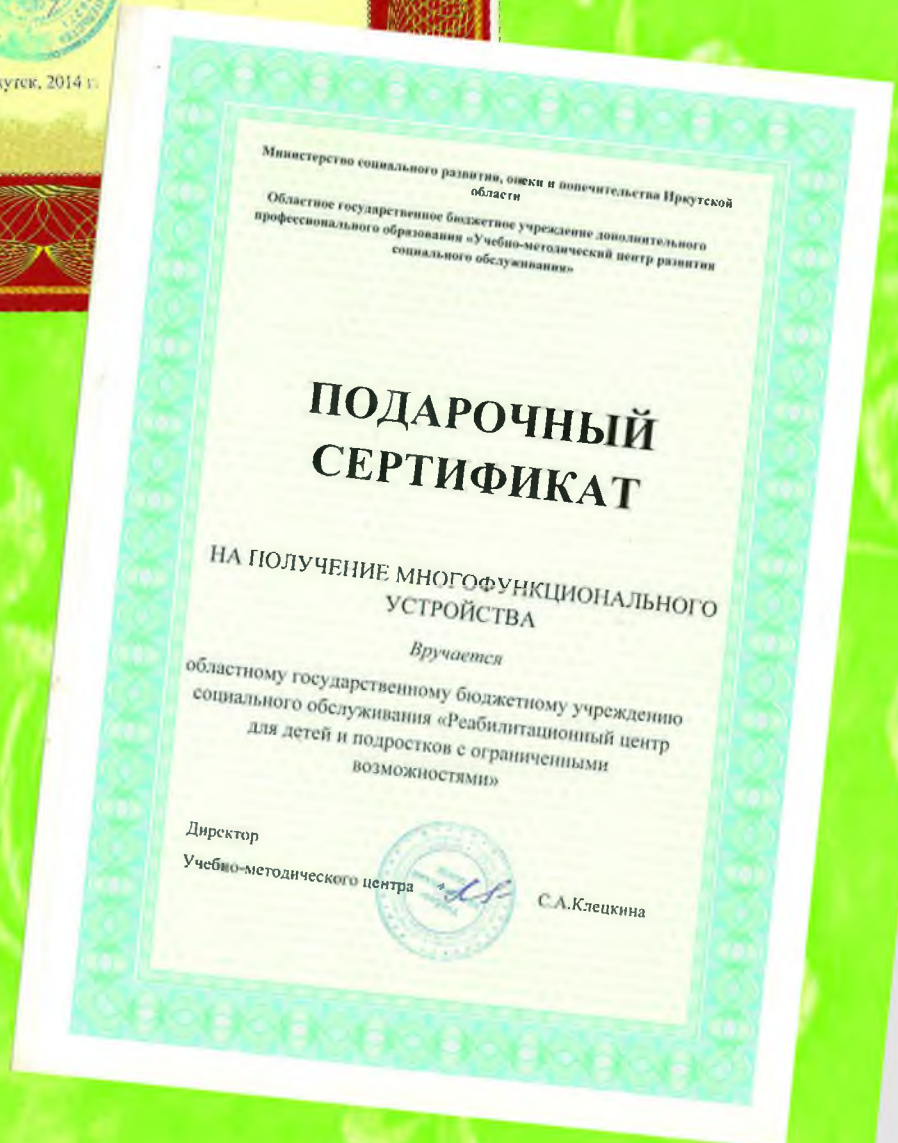 2014 г.
Министерство социального развития, опеки и попечительства Иркутской
области
Областное государственное бюджетное учреждение дополнительного
профессионального образования «Учебно-методический центр развития
социального обслуживания»
ПОДАРОЧНЫЙ
СЕРТИФИКАТ
НА ПОЛУЧЕНИЕ МНОГОФУНКЦИОНАЛЬНОГО
УСТРОЙСТВА
Вручается
областному государственному бюджетному учреждению
социального обслуживания «Реабилитационный центр
для детей и подростков с ограниченными
возможностями»
Директор
Учебно-методического центра
С.А.Клецкина